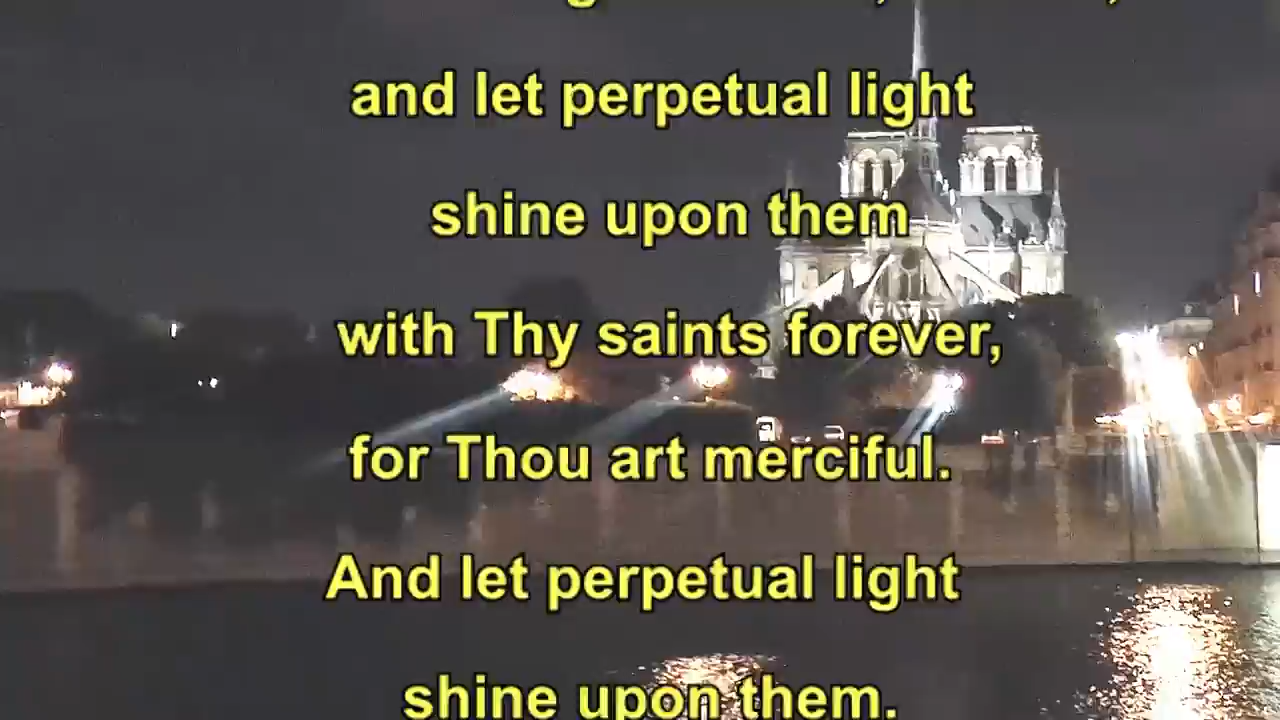 and let perpetual light
shine upon them
with Thy saints forever,
for Thou art merciful.
And let perpetual light
shine upon them.